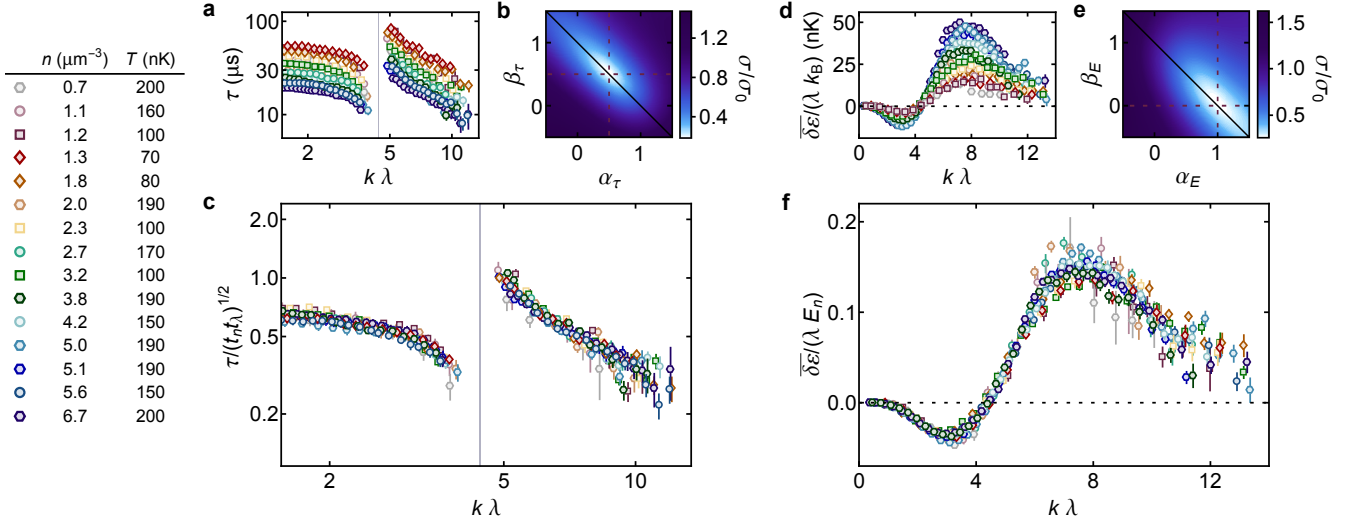 n (μm⁻³) T (nK)
0.7 200
1.1 160
1.2 100
1.3 70
1.8 80
2.0 190
2.3 100
2.7 170
3.2 100
3.8 190
4.2 150
5.0 190
5.1 190
5.6 150
6.7 200
a
100
30
10
τ (μs)
2 5 10
k λ
b
1
0
β_τ
0 1
α_τ
1.2
0.8
0.4
σ/σ₀
c
2.0
1.0
0.5
0.2
τ/(t_n t_λ)^{1/2}
2 5 10
k λ
d
50
25
0
\overline{δε}/(λ k_B) (nK)
0 4 8 12
k λ
e
1
0
β_E
0 1
α_E
1.5
1.0
0.5
σ/σ₀
f
0.2
0.1
0.0
\overline{δε}/(λ E_n)
0 4 8 12
k λ